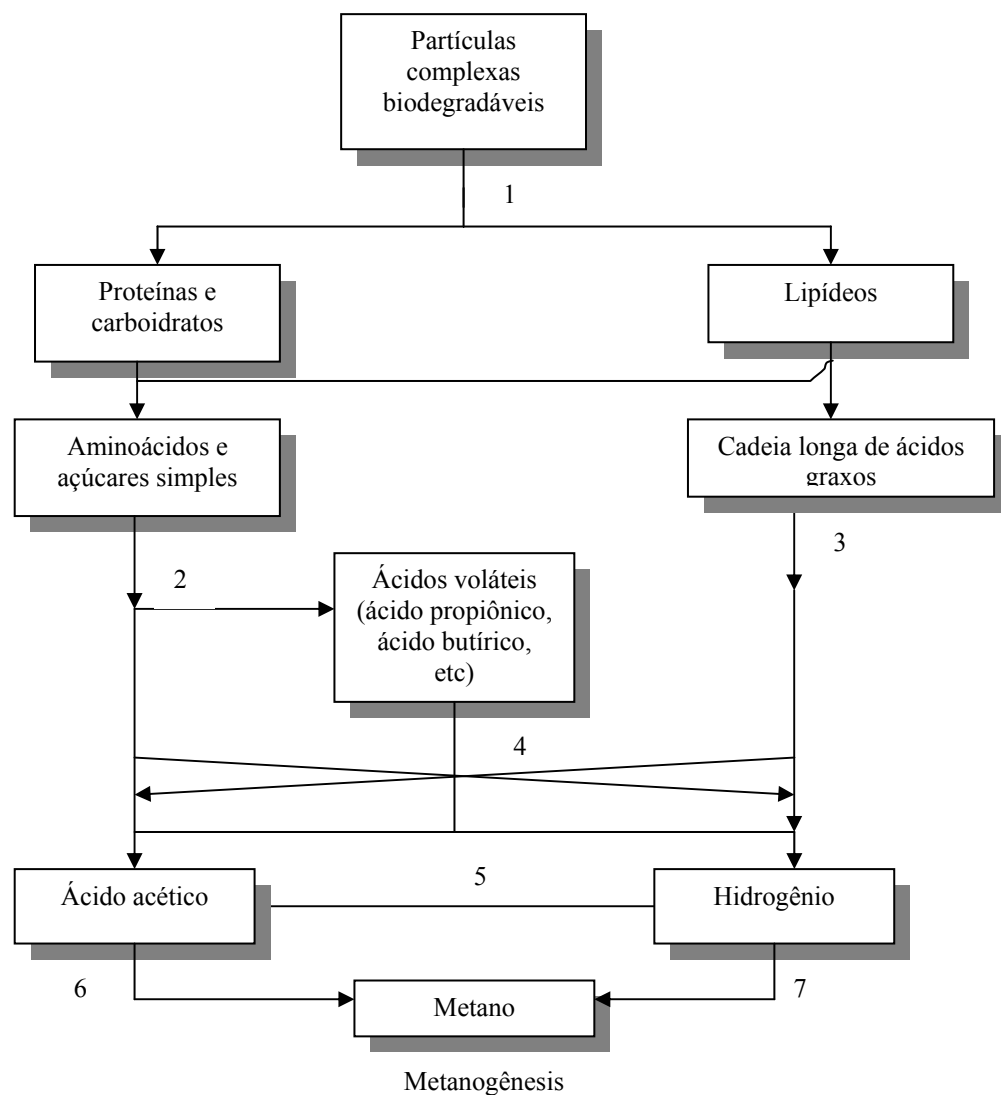 Partículas
complexas
biodegradáveis
1
Proteínas e
carboidratos
Lipídeos
Aminoácidos e
açúcares simples
Cadeia longa de ácidos
graxos
3
2
Ácidos voláteis
(ácido propiônico,
ácido butírico,
etc)
4
Ácido acético
5
Hidrogênio
6
Metano
7
Metanogênesis